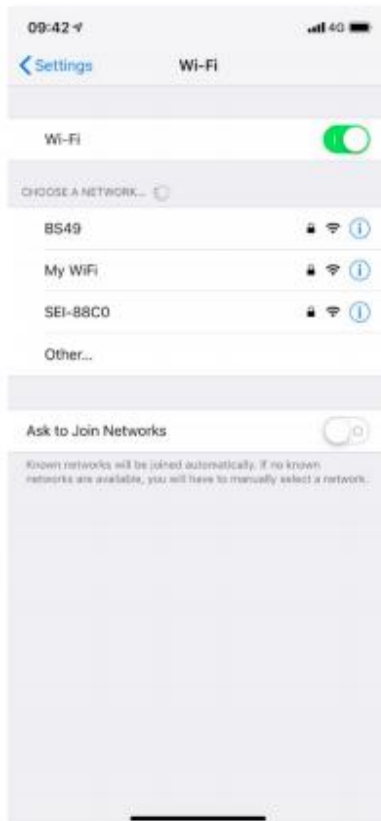 09:42 4G
Settings Wi-Fi
Wi-Fi
CHOOSE A NETWORK...
BS49
My WiFi
SEI-88C0
Other...
Ask to Join Networks
Known networks will be joined automatically. If no known
networks are available, you will have to manually select a network.